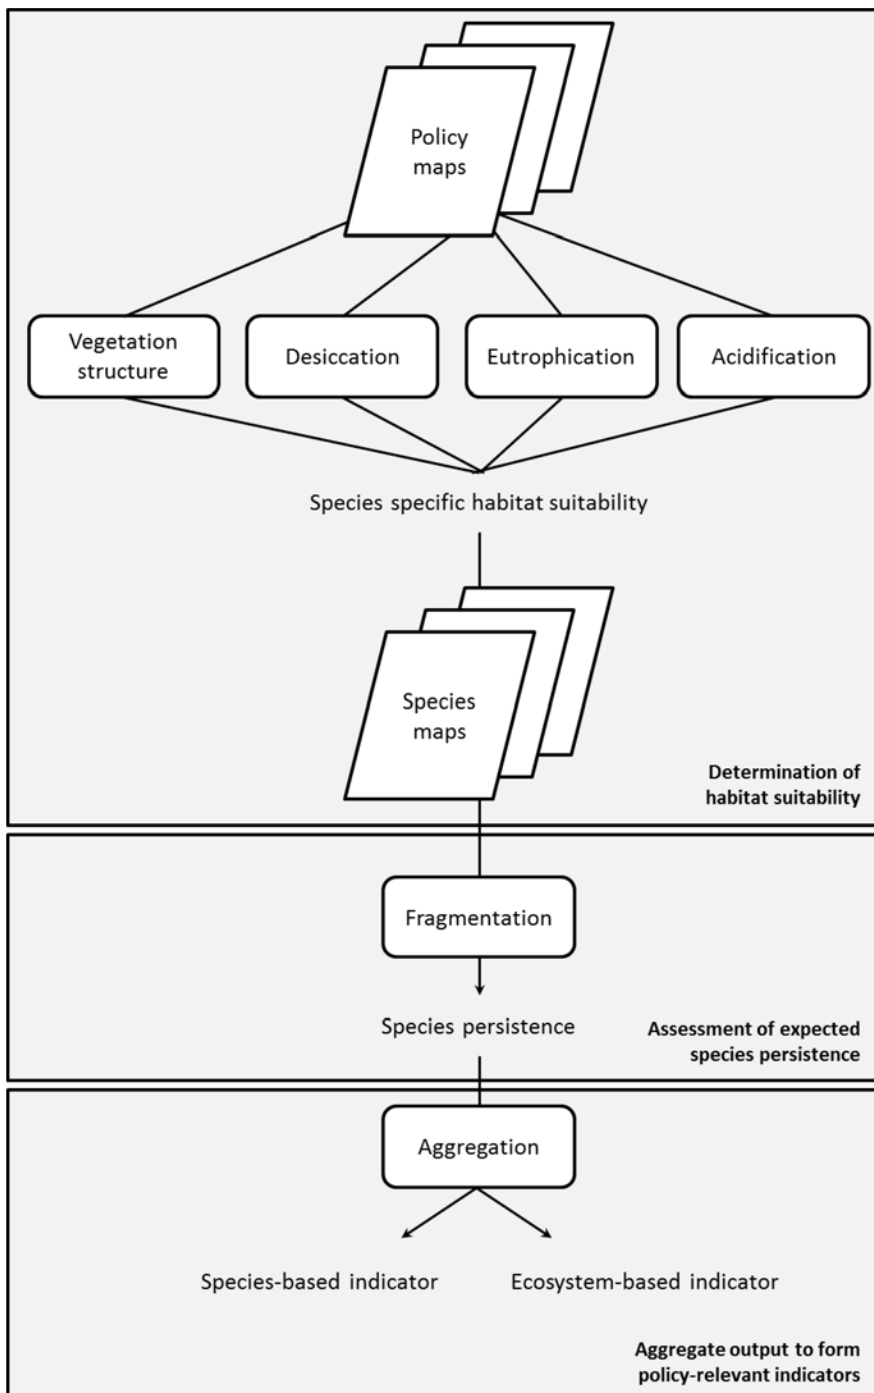 Policy
maps
Vegetation
structure
Desiccation
Eutrophication
Acidification
Species specific habitat suitability
Species
maps
Determination of
habitat suitability
Fragmentation
Species persistence
Assessment of expected
species persistence
Aggregation
Species-based indicator
Ecosystem-based indicator
Aggregate output to form
policy-relevant indicators